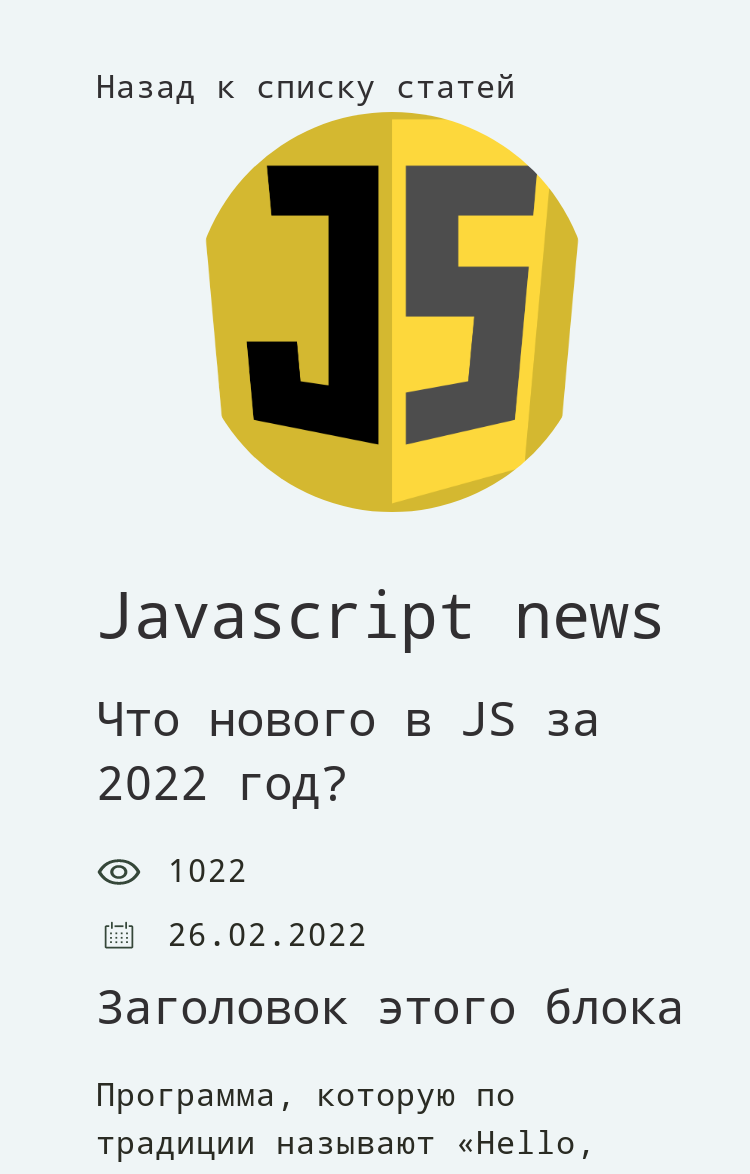 Назад к списку статей
JS
Javascript news
Что нового в JS за
2022 год?
1022
26.02.2022
Заголовок этого блока
Программа, которую по
традиции называют «Hello,